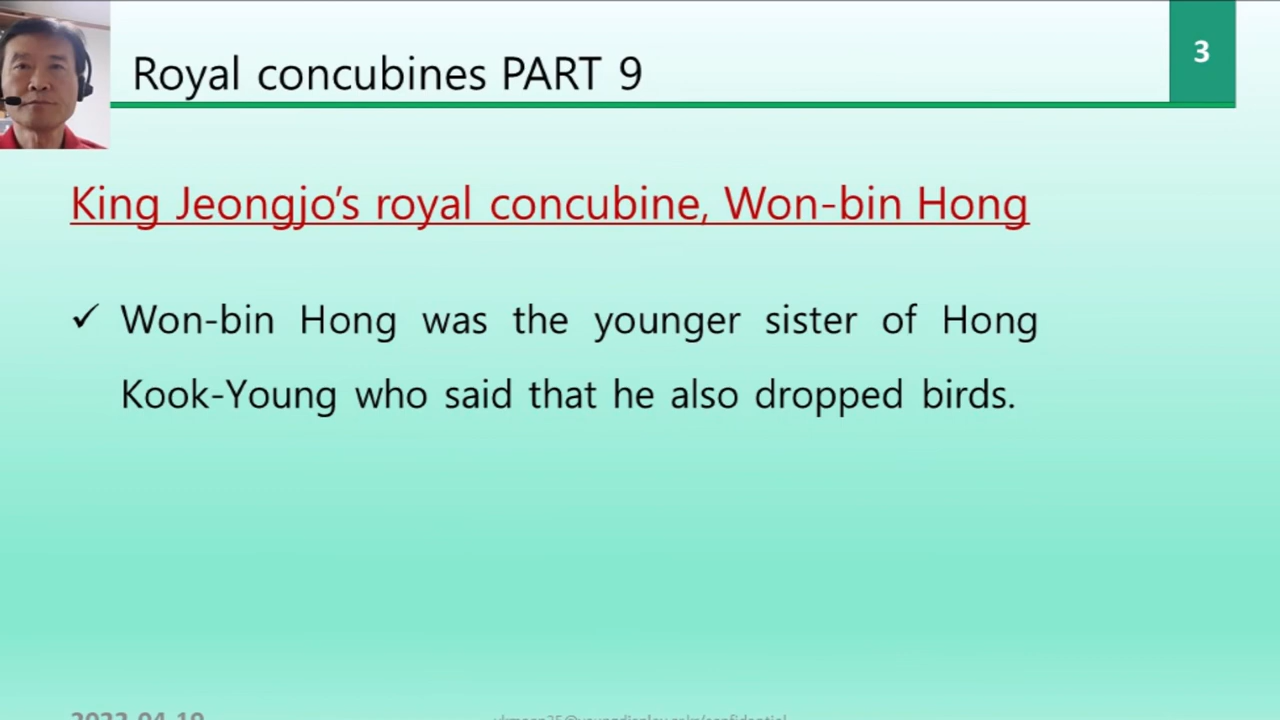 Royal concubines PART 9
3
King Jeongjo's royal concubine, Won-bin Hong
✓ Won-bin Hong was the younger sister of Hong
Kook-Young who said that he also dropped birds.